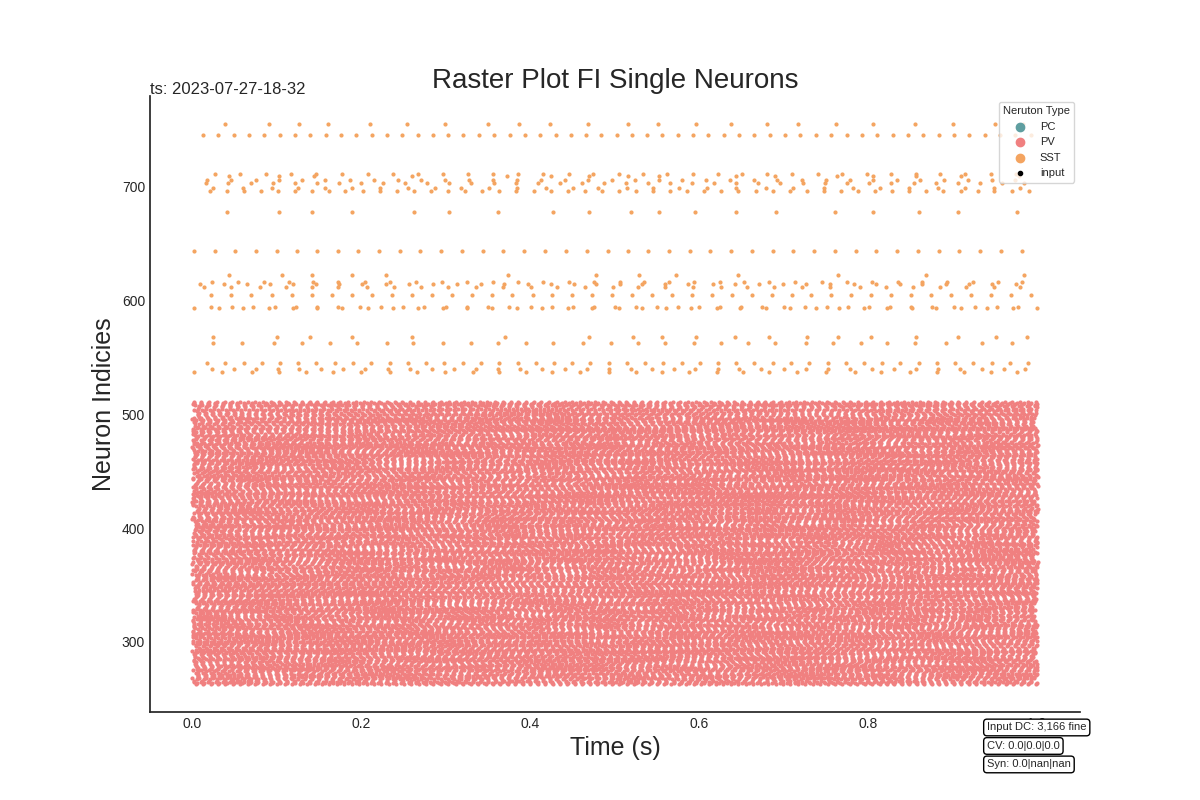 Raster Plot FI Single Neurons
ts: 2023-07-27-18-32
Neruton Type
PC
PV
SST
input
700
600
500
400
300
Neuron Indicies
0.0 0.2 0.4 0.6 0.8
Time (s)
Input DC: 3,166 fine
CV: 0.0|0.0|0.0
Syn: 0.0|nan|nan